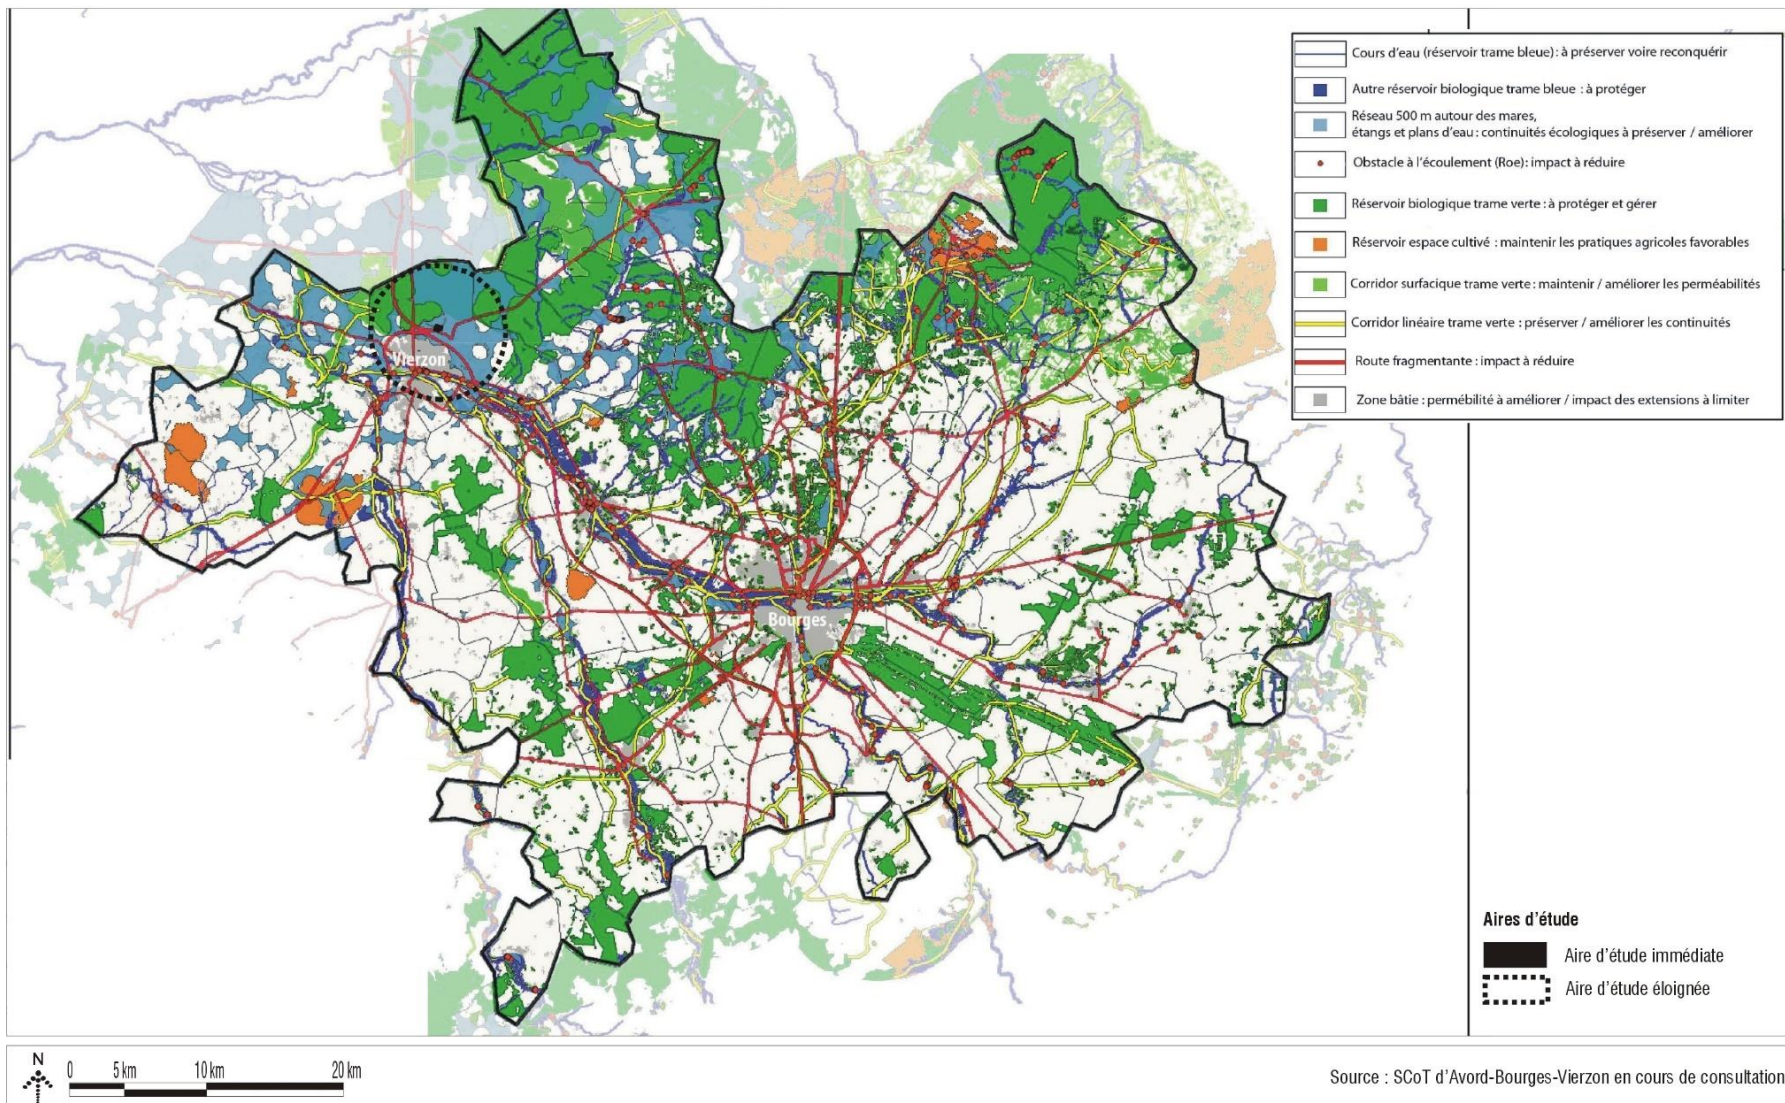 Cours d'eau (réservoir trame bleue) : à préserver voire reconquérir
Autre réservoir biologique trame bleue : à protéger
Réseau 500 m autour des mares,
étangs et plans d'eau : continuités écologiques à préserver / améliorer
Obstacle à l'écoulement (Roe) : impact à réduire
Réservoir biologique trame verte : à protéger et gérer
Réservoir espace cultivé : maintenir les pratiques agricoles favorables
Corridor surfacique trame verte : maintenir / améliorer les perméabilités
Corridor linéaire trame verte : préserver / améliorer les continuités
Route fragmentante : impact à réduire
Zone bâtie : permébilité à améliorer / impact des extensions à limiter
Vierzon
Bourges
Aires d'étude
Aire d'étude immédiate
Aire d'étude éloignée
N
0 5 km 10 km 20 km
Source : SCoT d'Avord-Bourges-Vierzon en cours de consultation